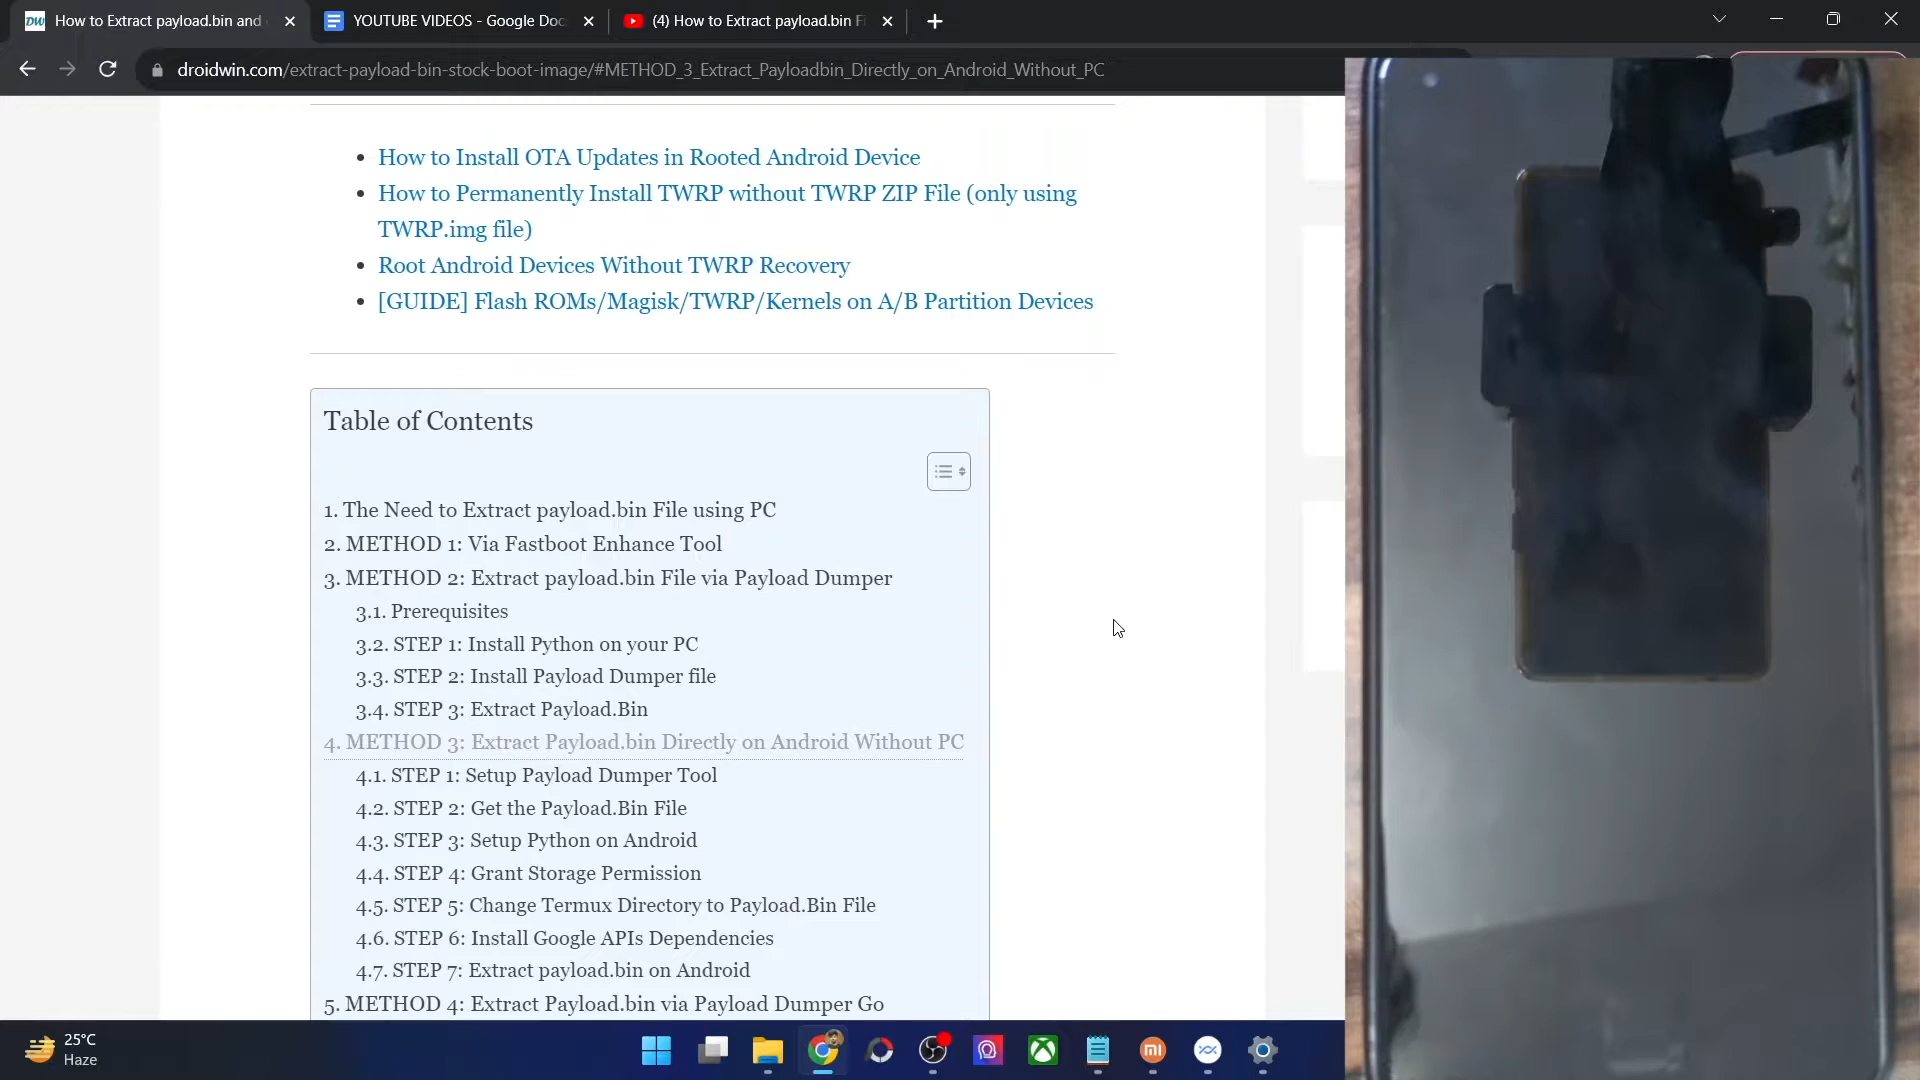 How to Extract payload.bin and
YOUTUBE VIDEOS - Google Doc
(4) How to Extract payload.bin Fi
droidwin.com/extract-payload-bin-stock-boot-image/#METHOD_3_Extract_Payloadbin_Directly_on_Android_Without_PC
• How to Install OTA Updates in Rooted Android Device
• How to Permanently Install TWRP without TWRP ZIP File (only using
TWRP.img file)
• Root Android Devices Without TWRP Recovery
• [GUIDE] Flash ROMs/Magisk/TWRP/Kernels on A/B Partition Devices
Table of Contents
1. The Need to Extract payload.bin File using PC
2. METHOD 1: Via Fastboot Enhance Tool
3. METHOD 2: Extract payload.bin File via Payload Dumper
3.1. Prerequisites
3.2. STEP 1: Install Python on your PC
3.3. STEP 2: Install Payload Dumper file
3.4. STEP 3: Extract Payload.Bin
4. METHOD 3: Extract Payload.bin Directly on Android Without PC
4.1. STEP 1: Setup Payload Dumper Tool
4.2. STEP 2: Get the Payload.Bin File
4.3. STEP 3: Setup Python on Android
4.4. STEP 4: Grant Storage Permission
4.5. STEP 5: Change Termux Directory to Payload.Bin File
4.6. STEP 6: Install Google APIs Dependencies
4.7. STEP 7: Extract payload.bin on Android
5. METHOD 4: Extract Payload.bin via Payload Dumper Go
25°C
Haze